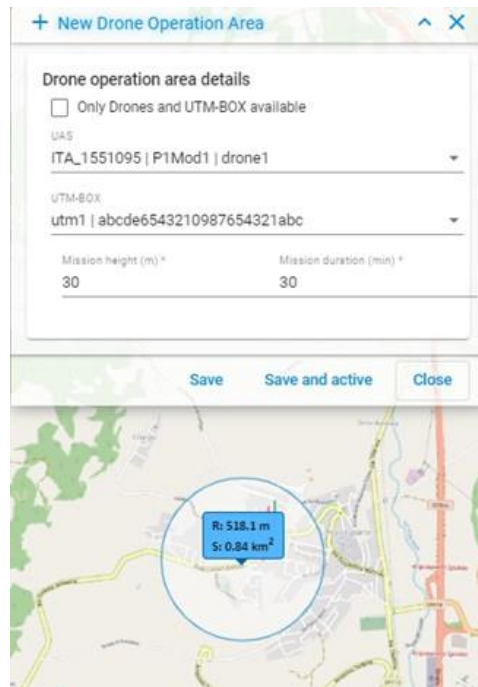 + New Drone Operation Area
Drone operation area details
Only Drones and UTM-BOX available
UAS
ITA_1551095 | P1Mod1 | drone1
UTM-BOX
utm1 | abcde6543210987654321abc
Mission height (m) *
Mission duration (min) *
30
30
Save
Save and active
Close
R: 518.1 m
S: 0.84 km²